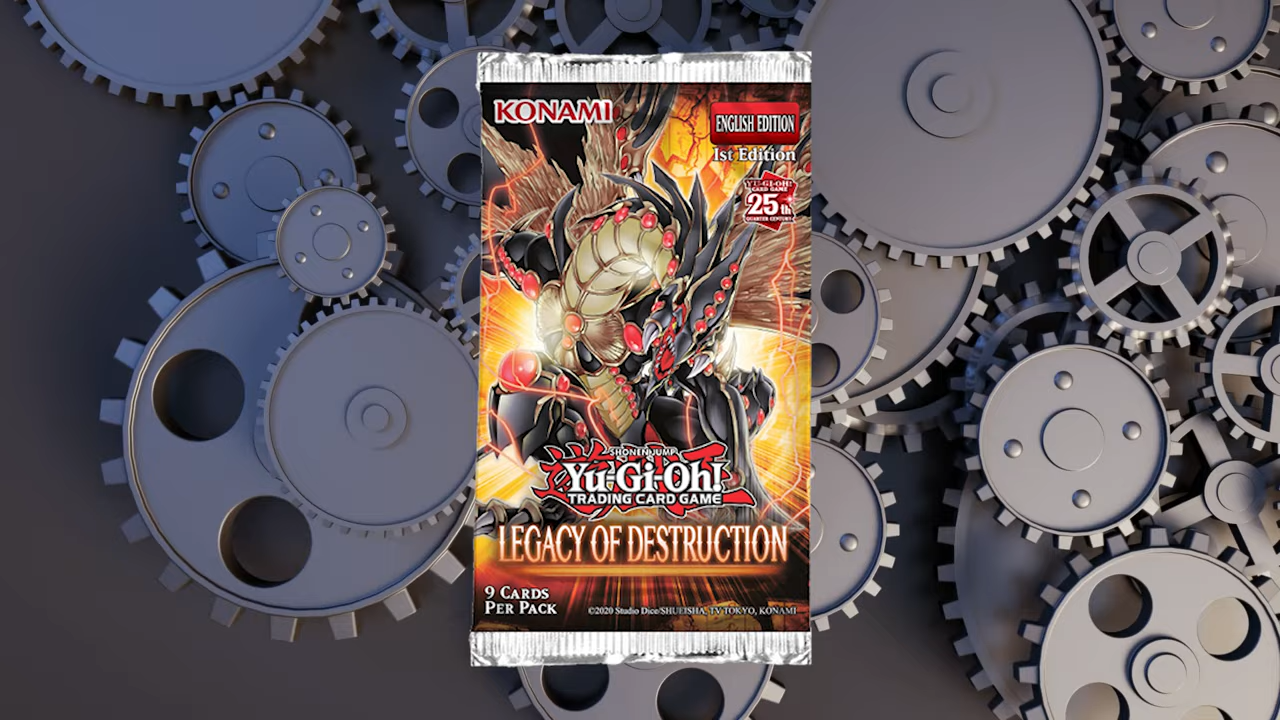 KONAMI
ENGLISH EDITION
1st Edition
YU-GI-OH!
CARD GAME
25th
QUARTER CENTURY
SHONEN JUMP
Yu-Gi-Oh!
TRADING CARD GAME
LEGACY OF DESTRUCTION
9 CARDS
PER PACK
©2020 Studio Dice/SHUEISHA, TV TOKYO, KONAMI